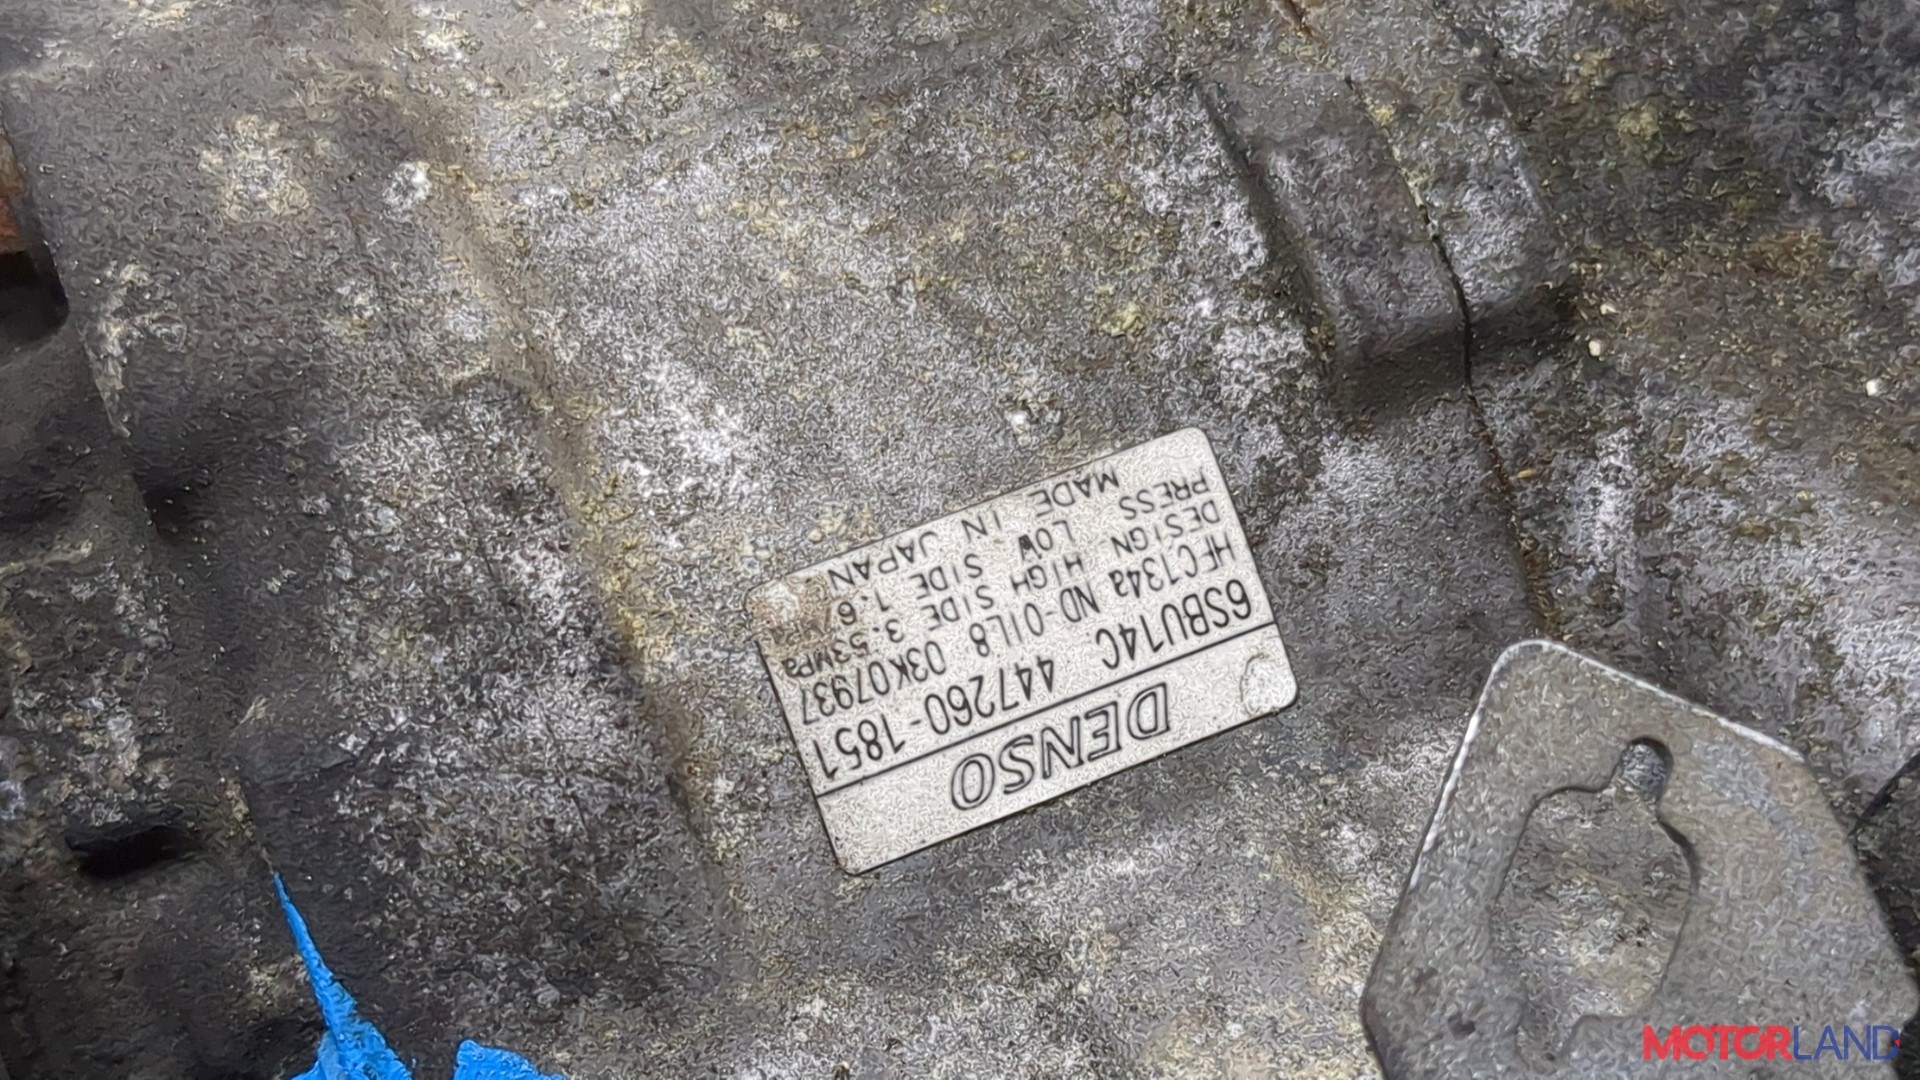 DENSO
6SBU14C 447260-1851
HFC134a ND-OIL8 03K07937
DESIGN HIGH SIDE 3.53MPa
PRESS LOW SIDE 1.6
MADE IN JAPAN
MOTORLAND